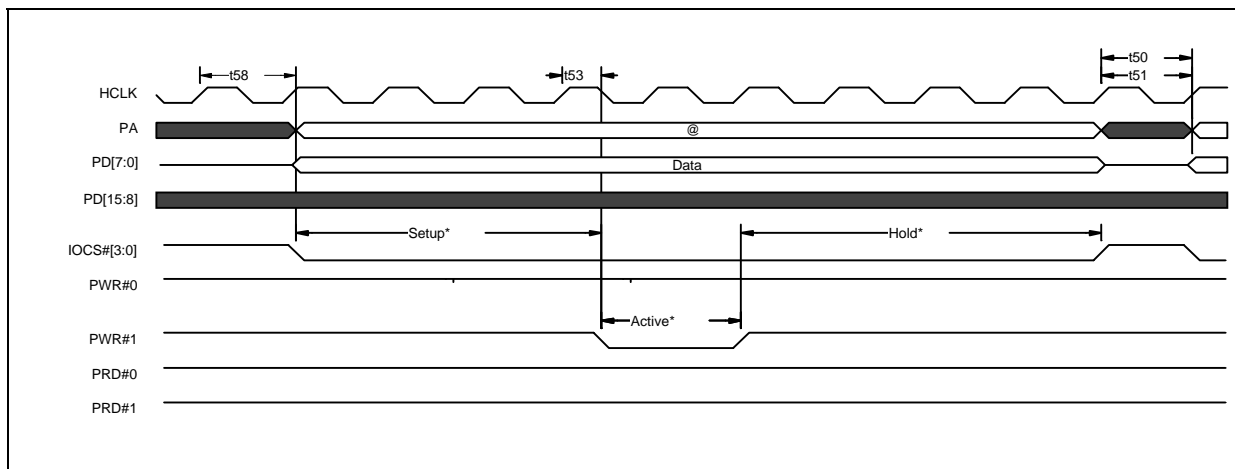 t58
t53
t50
t51
HCLK
PA
@
PD[7:0]
Data
PD[15:8]
Setup*
Hold*
IOCS#[3:0]
PWR#0
Active*
PWR#1
PRD#0
PRD#1